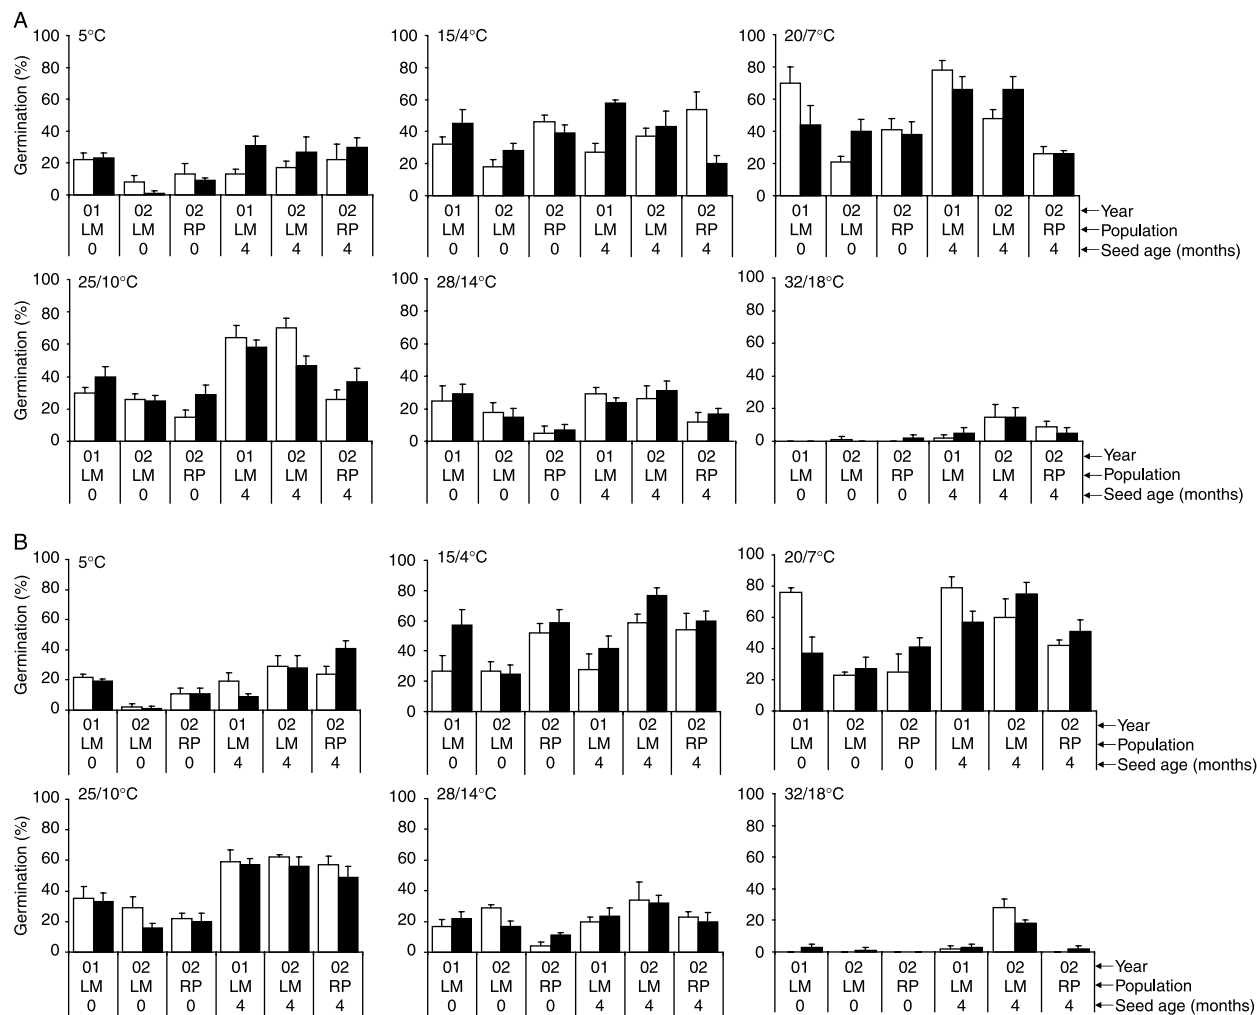 A
5°C
15/4°C
20/7°C
Germination (%)
100
80
60
40
20
0
100
80
60
40
20
0
100
80
60
40
20
0
01 02 02 01 02 02
LM LM RP LM LM RP
0 0 0 4 4 4
01 02 02 01 02 02
LM LM RP LM LM RP
0 0 0 4 4 4
01 02 02 01 02 02
LM LM RP LM LM RP
0 0 0 4 4 4
Year
Population
Seed age (months)
25/10°C
28/14°C
32/18°C
Germination (%)
100
80
60
40
20
0
100
80
60
40
20
0
100
80
60
40
20
0
01 02 02 01 02 02
LM LM RP LM LM RP
0 0 0 4 4 4
01 02 02 01 02 02
LM LM RP LM LM RP
0 0 0 4 4 4
01 02 02 01 02 02
LM LM RP LM LM RP
0 0 0 4 4 4
Year
Population
Seed age (months)
B
5°C
15/4°C
20/7°C
Germination (%)
100
80
60
40
20
0
100
80
60
40
20
0
100
80
60
40
20
0
01 02 02 01 02 02
LM LM RP LM LM RP
0 0 0 4 4 4
01 02 02 01 02 02
LM LM RP LM LM RP
0 0 0 4 4 4
01 02 02 01 02 02
LM LM RP LM LM RP
0 0 0 4 4 4
Year
Population
Seed age (months)
25/10°C
28/14°C
32/18°C
Germination (%)
100
80
60
40
20
0
100
80
60
40
20
0
100
80
60
40
20
0
01 02 02 01 02 02
LM LM RP LM LM RP
0 0 0 4 4 4
01 02 02 01 02 02
LM LM RP LM LM RP
0 0 0 4 4 4
01 02 02 01 02 02
LM LM RP LM LM RP
0 0 0 4 4 4
Year
Population
Seed age (months)